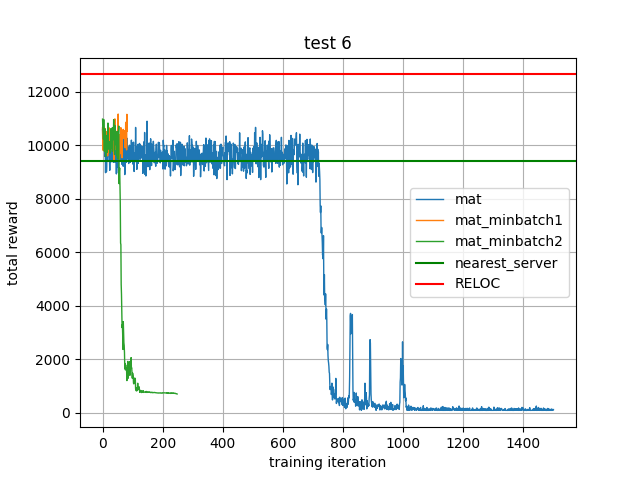 test 6
total reward
12000
10000
8000
6000
4000
2000
0
mat
mat_minbatch1
mat_minbatch2
nearest_server
RELOC
0 200 400 600 800 1000 1200 1400
training iteration